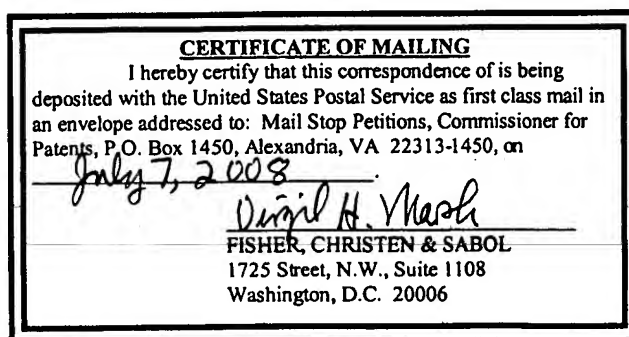 CERTIFICATE OF MAILING
I hereby certify that this correspondence of is being
deposited with the United States Postal Service as first class mail in
an envelope addressed to: Mail Stop Petitions, Commissioner for
Patents, P.O. Box 1450, Alexandria, VA 22313-1450, on
July 7, 2008.
Virgil H. Marsh
FISHER, CHRISTEN & SABOL
1725 Street, N.W., Suite 1108
Washington, D.C. 20006